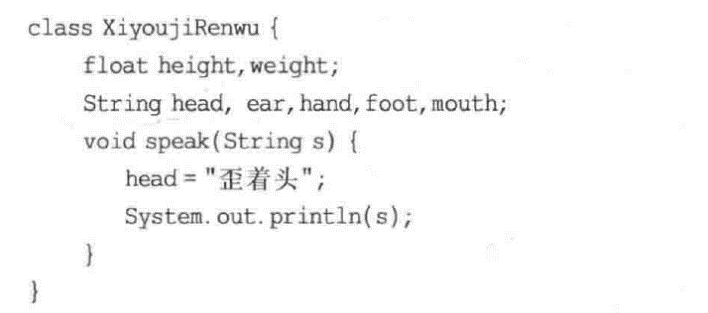 class XiyoujiRenwu {
    float height,weight;
    String head, ear,hand,foot,mouth;
    void speak(String s) {
        head = "歪着头";
        System.out.println(s);
    }
}